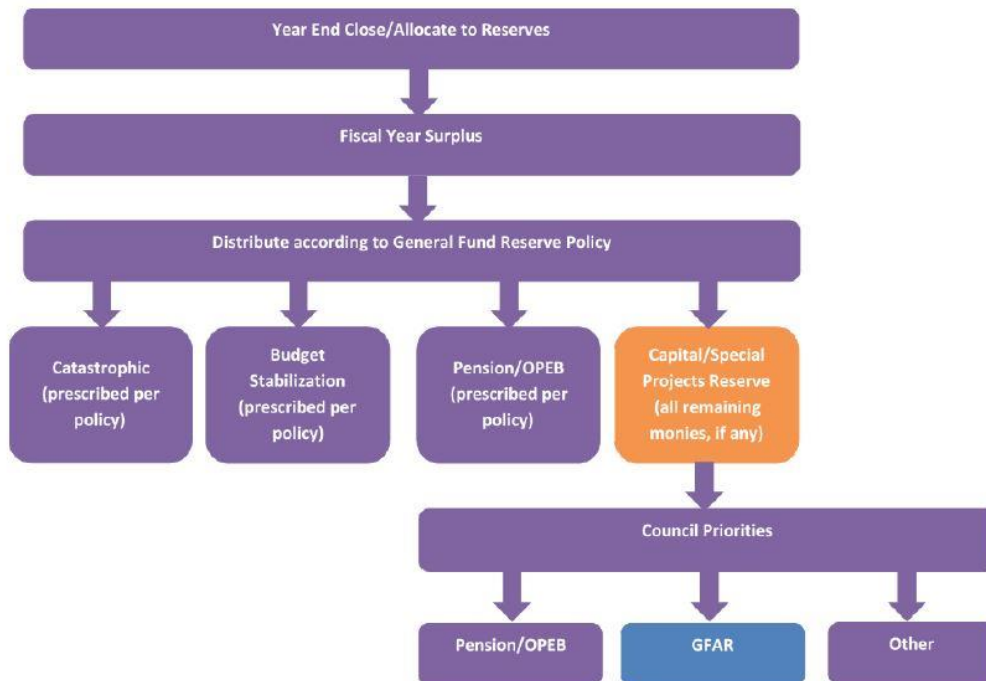 Year End Close/Allocate to Reserves
Fiscal Year Surplus
Distribute according to General Fund Reserve Policy
Catastrophic
(prescribed per
policy)
Budget
Stabilization
(prescribed per
policy)
Pension/OPEB
(prescribed per
policy)
Capital/Special
Projects Reserve
(all remaining
monies, if any)
Council Priorities
Pension/OPEB
GFAR
Other